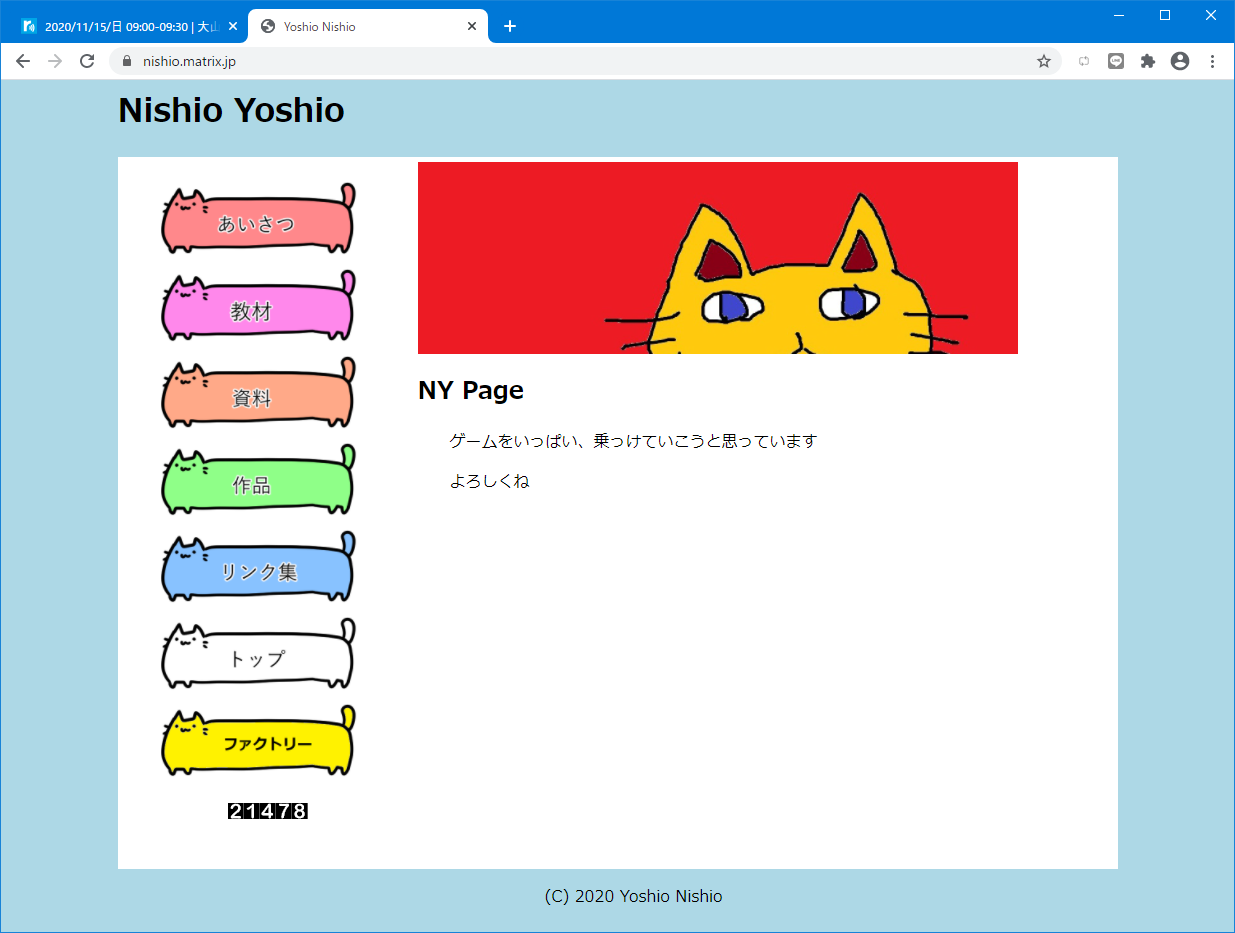 2020/11/15/日 09:00-09:30 | 大山
Yoshio Nishio
nishio.matrix.jp
Nishio Yoshio
あいさつ
教材
資料
作品
リンク集
トップ
ファクトリー
21478
NY Page
ゲームをいっぱい、乗っけていこうと思っています
よろしくね
(C) 2020 Yoshio Nishio